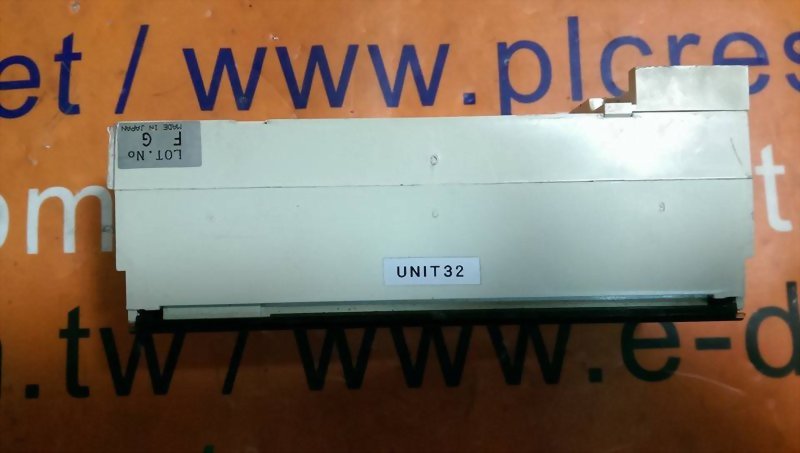 et / www.plcres
LOT.No
F G
MADE IN JAPAN
om
t
UNIT32
.tw / www.e-d